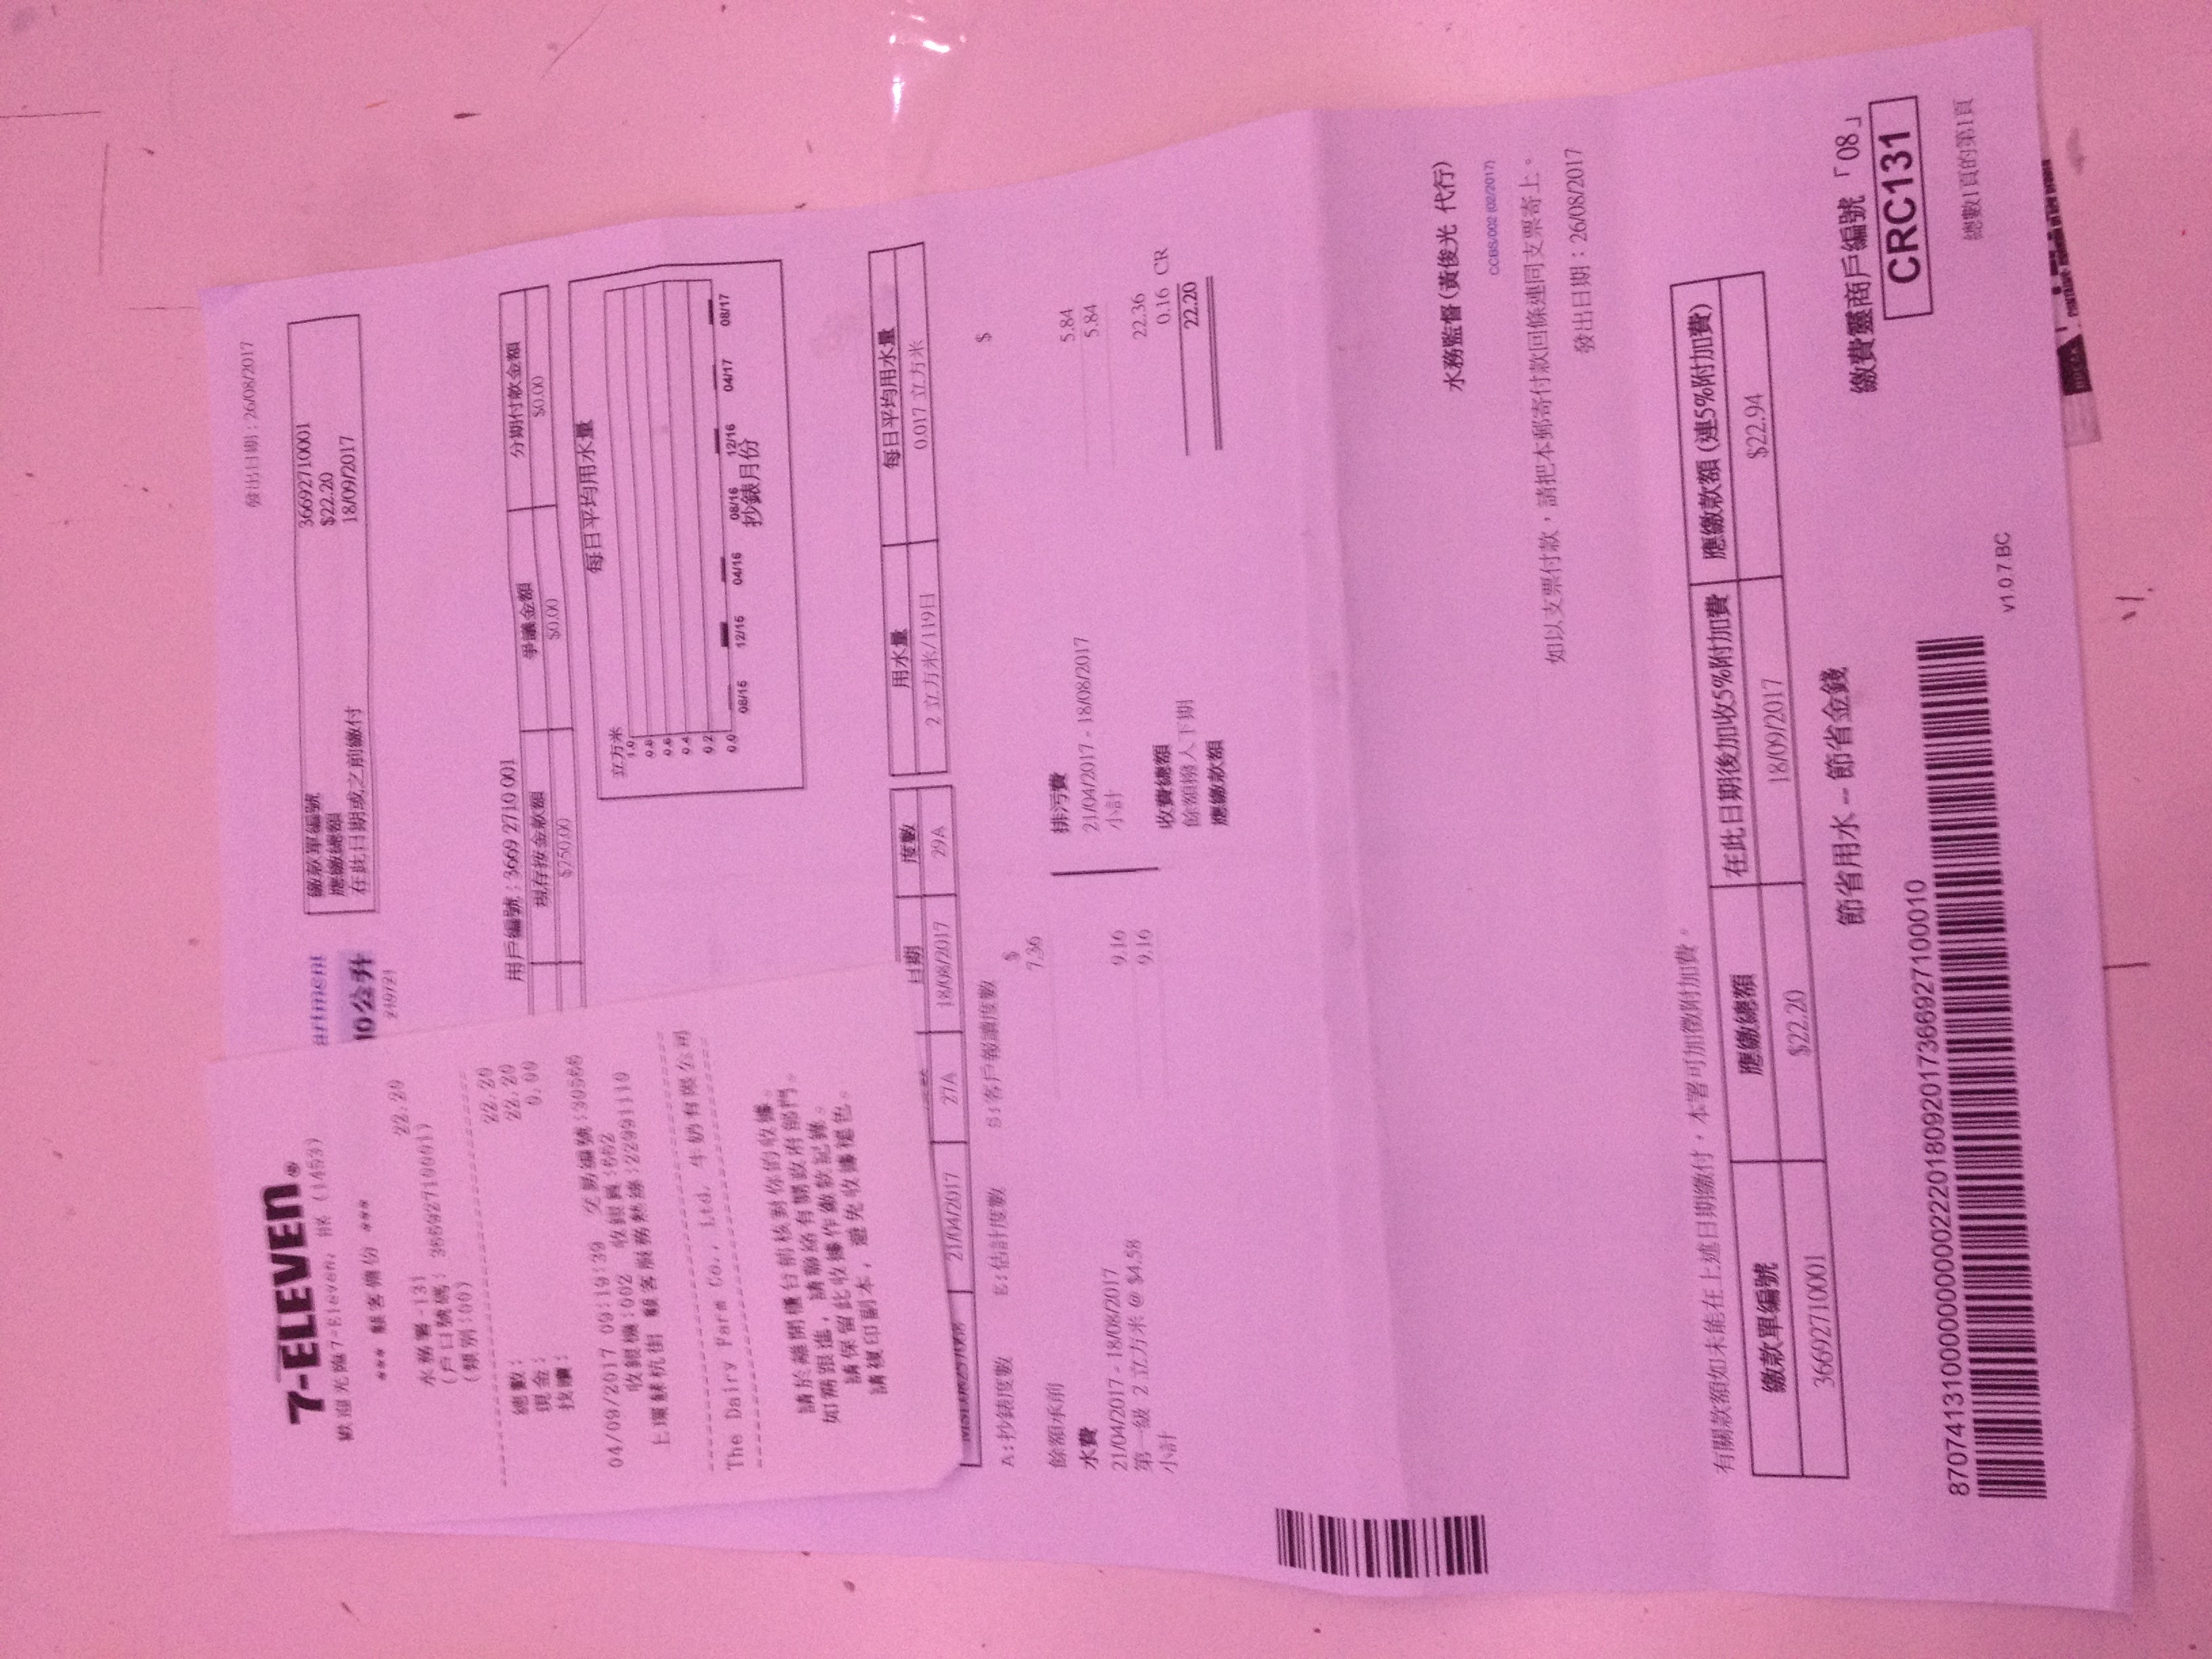 7-ELEVEN
歡迎光臨7-Eleven, HK (1453)
*** 顧客備份 ***
水務署-131 22.20
(戶口號碼: 36692710001)
(類別:00)
總數: 22.20
現金: 22.20
找贖: 0.00
04/09/2017 09:19:39 交易編號:30566
收銀機:002 收銀員:662
上環蘇杭街 顧客服務熱線:22991110
The Dairy Farm Co., Ltd. 牛奶有限公司
請於離開櫃台前核對你的收據。
如需跟進，請聯絡有關政府部門。
請保留此收據作繳款記錄。
請複印副本，避免收據褪色。
發出日期：26/08/2017
artment
10公升
219721
繳款單編號 36692710001
應繳總額 $22.20
在此日期或之前繳付 18/09/2017
用戶編號：3669 2710 001
現存按金款額 爭議金額 分期付款金額
$250.00 $0.00 $0.00
每日平均用水量
立方米
1.0
0.8
0.6
0.4
0.2
0.0
08/15 12/15 04/16 08/16 12/16 04/17 08/17
抄錶月份
日期 度數 用水量 每日平均用水量
21/04/2017 27A 18/08/2017 29A 2 立方米/119日 0.017 立方米
A:抄錶度數 E:估計度數 S:客戶報讀度數
$
餘額承前 7.36
水費
21/04/2017 - 18/08/2017
第一級 2 立方米 @ $4.58 9.16
小計 9.16
$
排污費
21/04/2017 - 18/08/2017 5.84
小計 5.84
收費總額 22.36
餘額撥入下期 0.16 CR
應繳款額 22.20
水務監督(黃俊光 代行)
CCBS/002 (02/2017)
如以支票付款，請把本郵寄付款回條連同支票寄上。
發出日期：26/08/2017
有關款額如未能在上述日期繳付，本署可加徵附加費。
繳款單編號 應繳總額 在此日期後加收5%附加費 應繳款額 (連5%附加費)
36692710001 $22.20 18/09/2017 $22.94
節省用水 -- 節省金錢
繳費靈商戶編號「08」
CRC131
870741310000000000222018092017366927100010
v1.0.7.BC
總數1頁的第1頁
BREAK